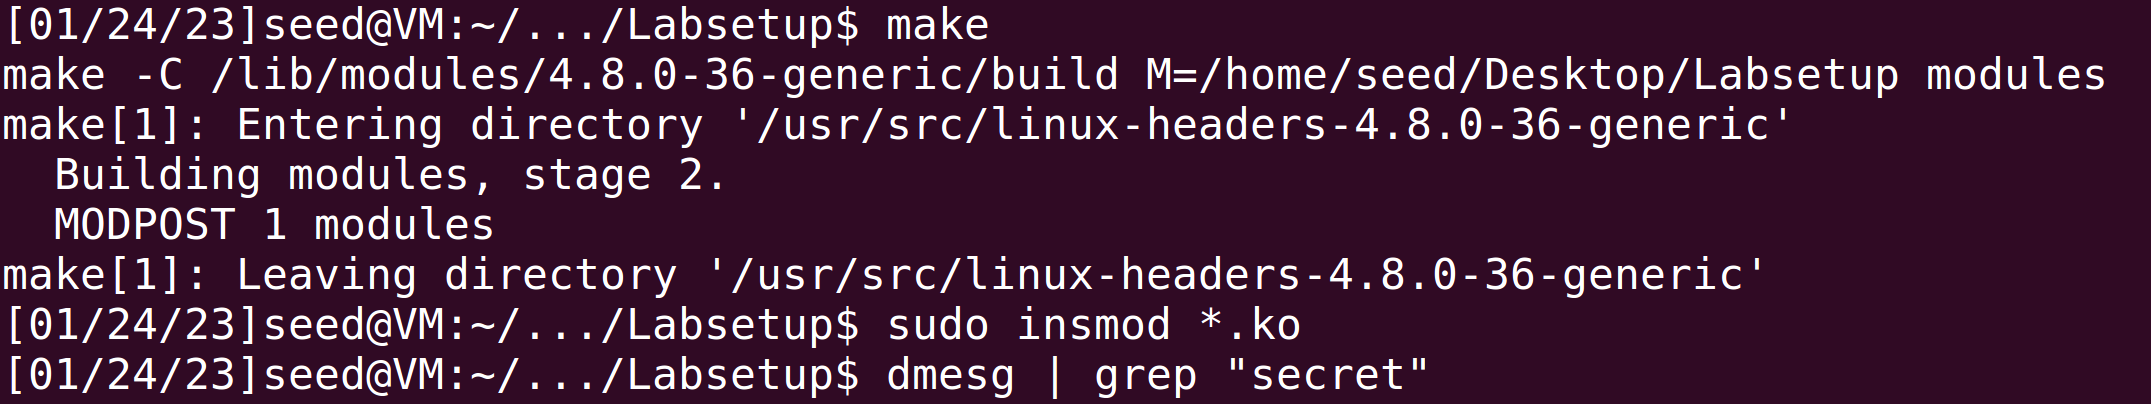 [01/24/23]seed@VM:~/.../Labsetup$ make
make -C /lib/modules/4.8.0-36-generic/build M=/home/seed/Desktop/Labsetup modules
make[1]: Entering directory '/usr/src/linux-headers-4.8.0-36-generic'
  Building modules, stage 2.
  MODPOST 1 modules
make[1]: Leaving directory '/usr/src/linux-headers-4.8.0-36-generic'
[01/24/23]seed@VM:~/.../Labsetup$ sudo insmod *.ko
[01/24/23]seed@VM:~/.../Labsetup$ dmesg | grep "secret"